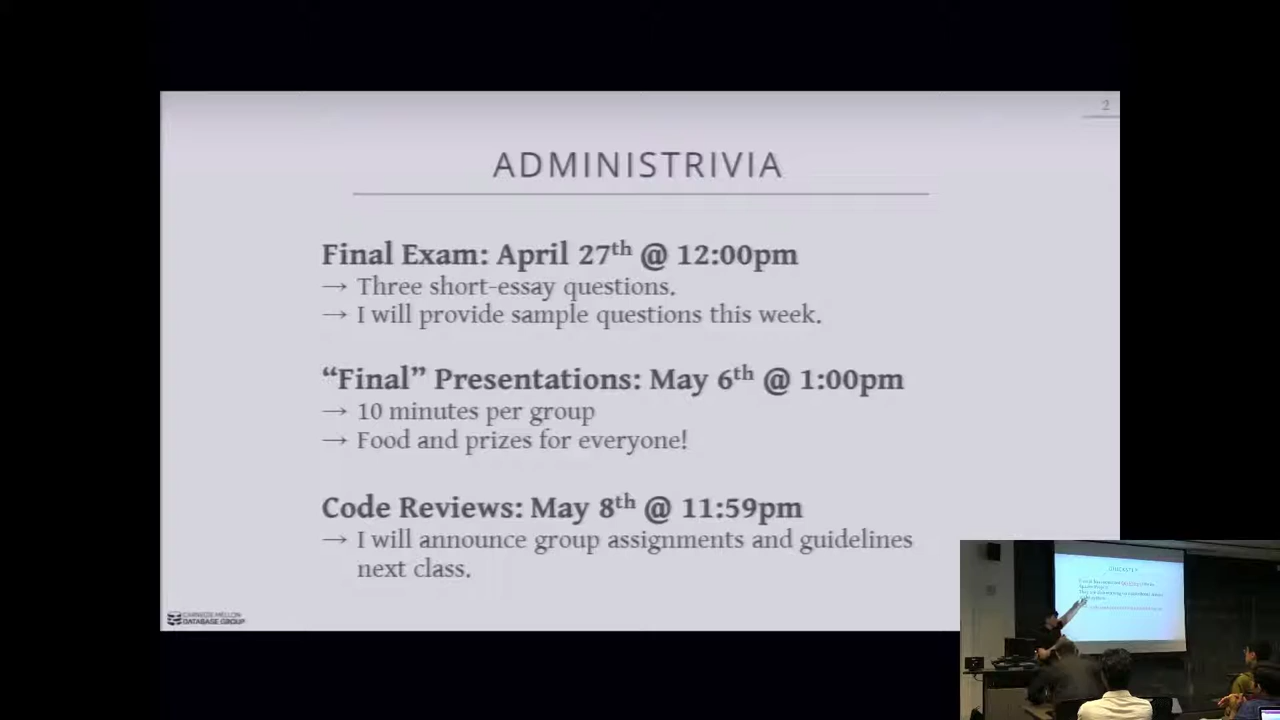 2
ADMINISTRIVIA
Final Exam: April 27th @ 12:00pm
→ Three short-essay questions.
→ I will provide sample questions this week.
“Final” Presentations: May 6th @ 1:00pm
→ 10 minutes per group
→ Food and prizes for everyone!
Code Reviews: May 8th @ 11:59pm
→ I will announce group assignments and guidelines
next class.
CARNEGIE MELLON
DATABASE GROUP
QUICKSTEP